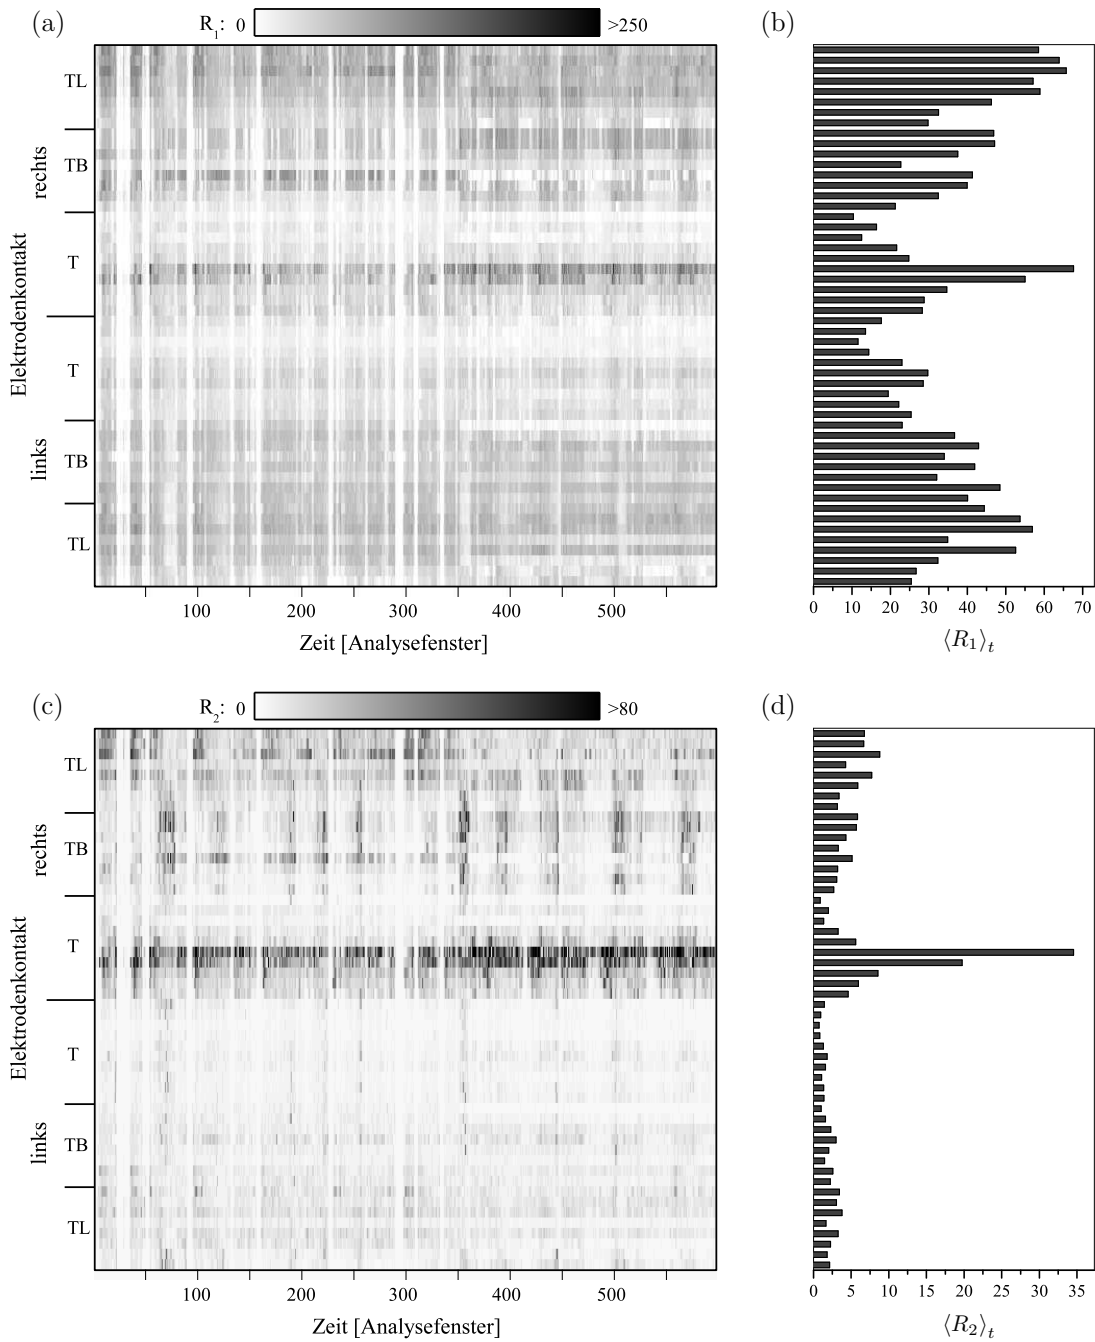 (a) R₁: 0 >250
TL
TB
T
T
TB
TL
rechts
links
Elektrodenkontakt
100 200 300 400 500
Zeit [Analysefenster]
(b)
0 10 20 30 40 50 60 70
⟨R₁⟩ₜ
(c) R₂: 0 >80
TL
TB
T
T
TB
TL
rechts
links
Elektrodenkontakt
100 200 300 400 500
Zeit [Analysefenster]
(d)
0 5 10 15 20 25 30 35
⟨R₂⟩ₜ